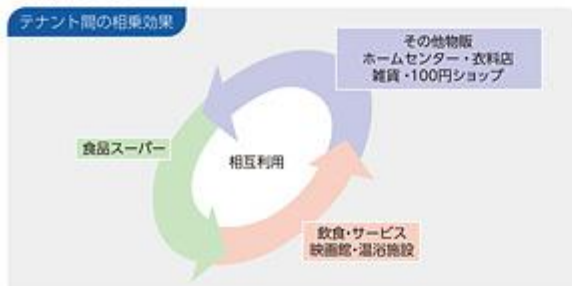 テナント間の相乗効果
その他物販
ホームセンター・衣料店
雑貨・100円ショップ
食品スーパー
相互利用
飲食・サービス
映画館・温浴施設